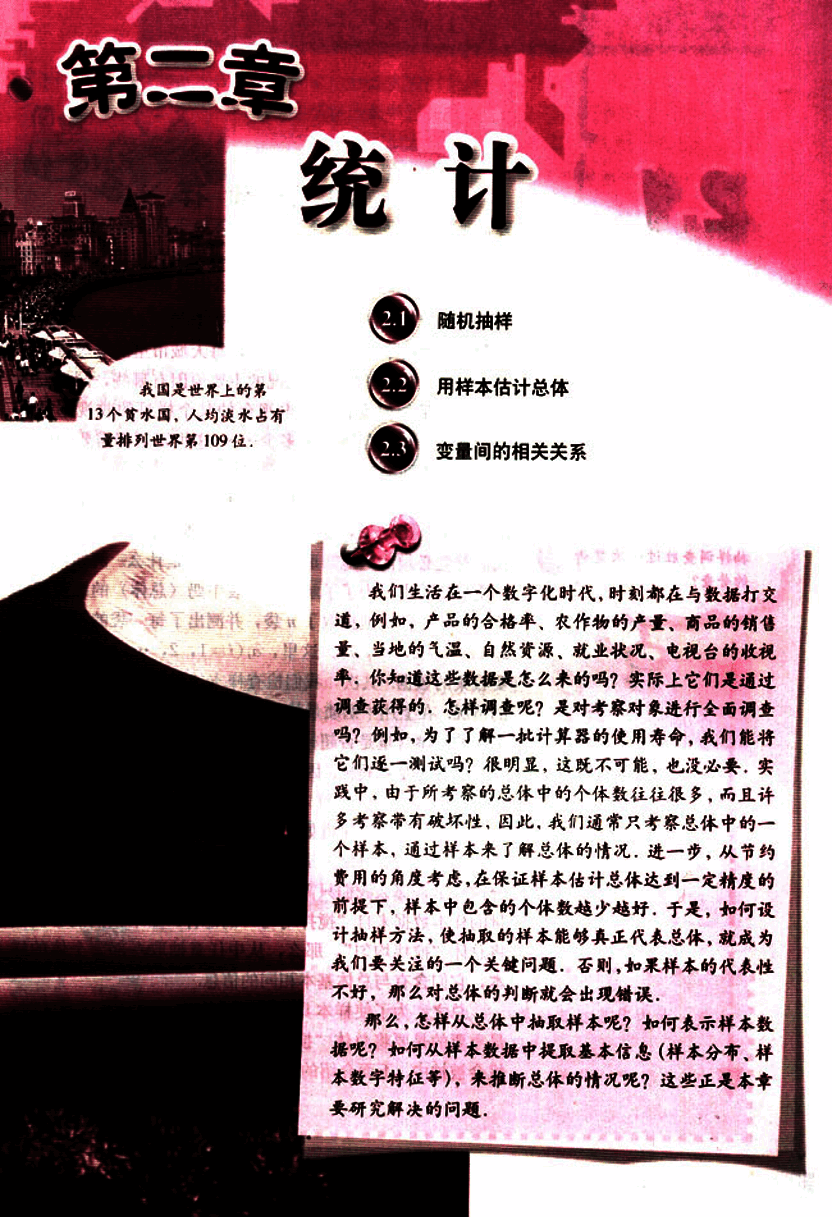 第二章
统 计
2.1 随机抽样
2.2 用样本估计总体
2.3 变量间的相关关系
我国是世界上的第
13个贫水国，人均淡水占有
量排列世界第109位．
我们生活在一个数字化时代，时刻都在与数据打交
道，例如，产品的合格率、农作物的产量、商品的销售
量、当地的气温、自然资源、就业状况、电视台的收视
率．你知道这些数据是怎么来的吗？实际上它们是通过
调查获得的．怎样调查呢？是对考察对象进行全面调查
吗？例如，为了了解一批计算器的使用寿命，我们能将
它们逐一测试吗？很明显，这既不可能，也没必要．实
践中，由于所考察的总体中的个体数往往很多，而且许
多考察带有破坏性，因此，我们通常只考察总体中的一
个样本，通过样本来了解总体的情况．进一步，从节约
费用的角度考虑，在保证样本估计总体达到一定精度的
前提下，样本中包含的个体数越少越好．于是，如何设
计抽样方法，使抽取的样本能够真正代表总体，就成为
我们要关注的一个关键问题．否则，如果样本的代表性
不好，那么对总体的判断就会出现错误．
那么，怎样从总体中抽取样本呢？如何表示样本数
据呢？如何从样本数据中提取基本信息（样本分布、样
本数字特征等），来推断总体的情况呢？这些正是本章
要研究解决的问题．